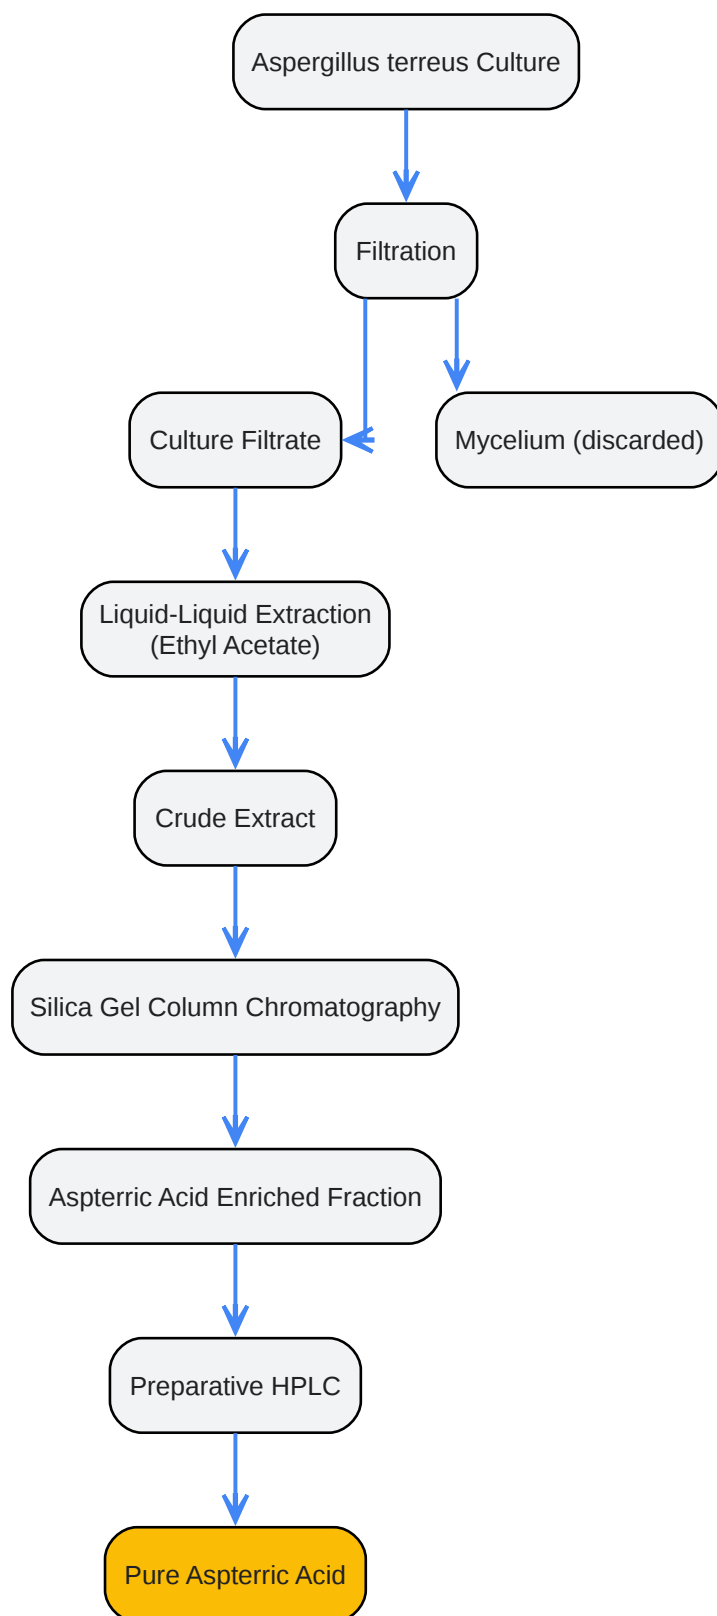 Aspergillus terreus Culture
Filtration
Culture Filtrate
Mycelium (discarded)
Liquid-Liquid Extraction
(Ethyl Acetate)
Crude Extract
Silica Gel Column Chromatography
Aspterric Acid Enriched Fraction
Preparative HPLC
Pure Aspterric Acid